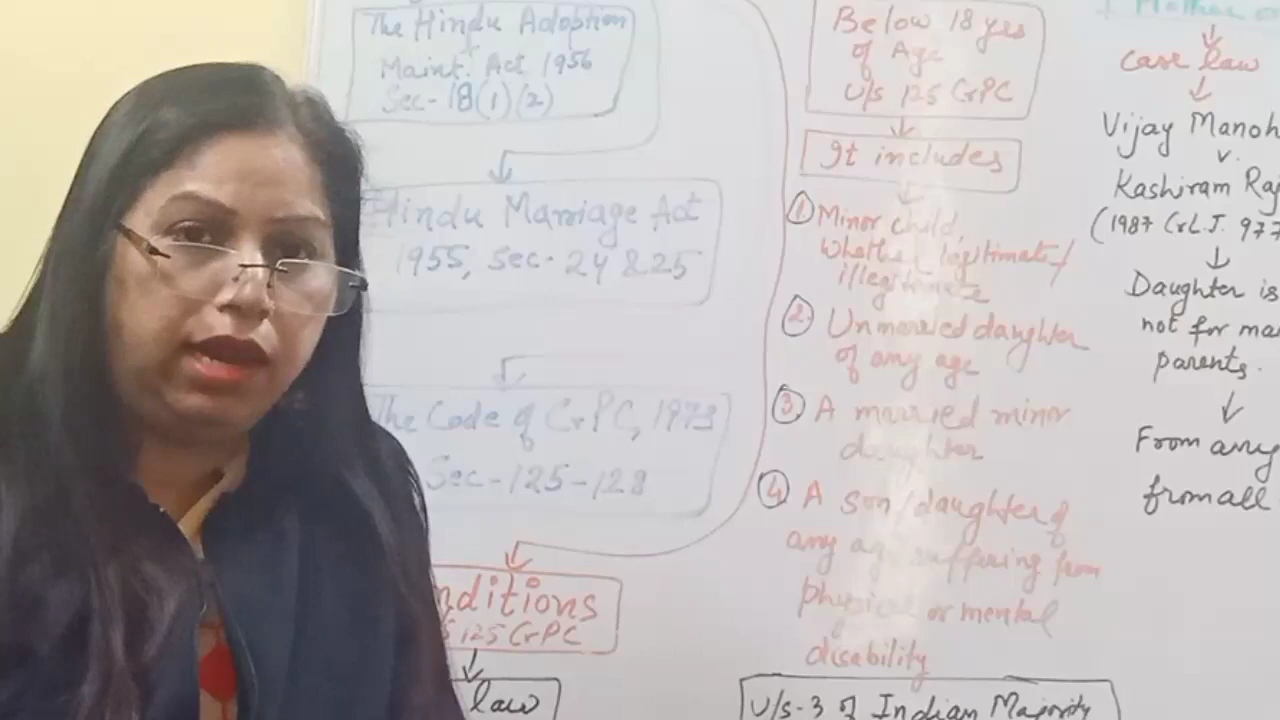 The Hindu Adoption
Maint. Act 1956
Sec-18(1)(2)
Hindu Marriage Act
1955, Sec-24 & 25
The Code of CrPC, 1973
Sec-125-128
nditions
125 CrPC
law
Below 18 yes
of Age
U/s 125 CrPC
It includes
① Minor child,
whether legitimate/
illegitimate
②. Unmarried daughter
of any age
③. A married minor
daughter
④. A son/daughter of
any age suffering from
physical or mental
disability
U/s-3 of Indian Majority
Case law
Vijay Manoh
v.
Kashiram Raj
(1987 CrL.J. 977
Daughter is
not for ma
parents.
From any
from all